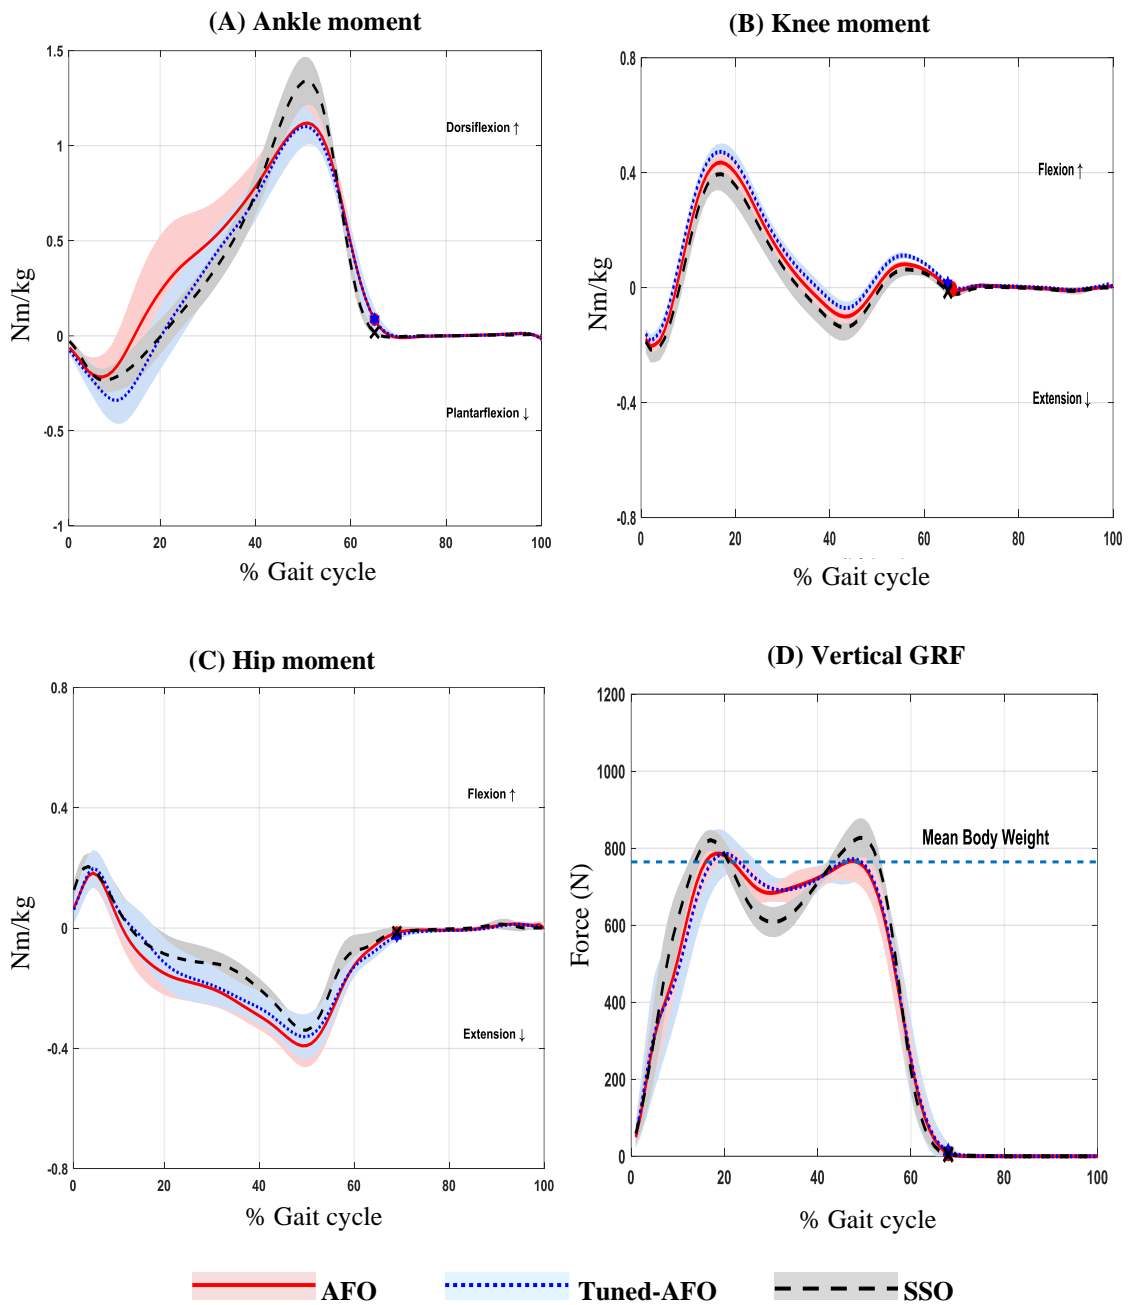 (A) Ankle moment
1.5
1
0.5
0
-0.5
-1
Nm/kg
Dorsiflexion ↑
Plantarflexion ↓
0 20 40 60 80 100
% Gait cycle
(B) Knee moment
0.8
0.4
0
-0.4
-0.8
Nm/kg
Flexion ↑
Extension ↓
0 20 40 60 80 100
% Gait cycle
(C) Hip moment
0.8
0.4
0
-0.4
-0.8
Nm/kg
Flexion ↑
Extension ↓
0 20 40 60 80 100
% Gait cycle
(D) Vertical GRF
1200
1000
800
600
400
200
0
Force (N)
Mean Body Weight
0 20 40 60 80 100
% Gait cycle
AFO Tuned-AFO SSO